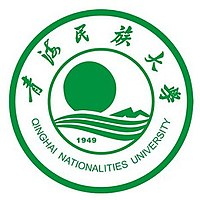 青海民族大学
1949
QINGHAI NATIONALITIES UNIVERSITY